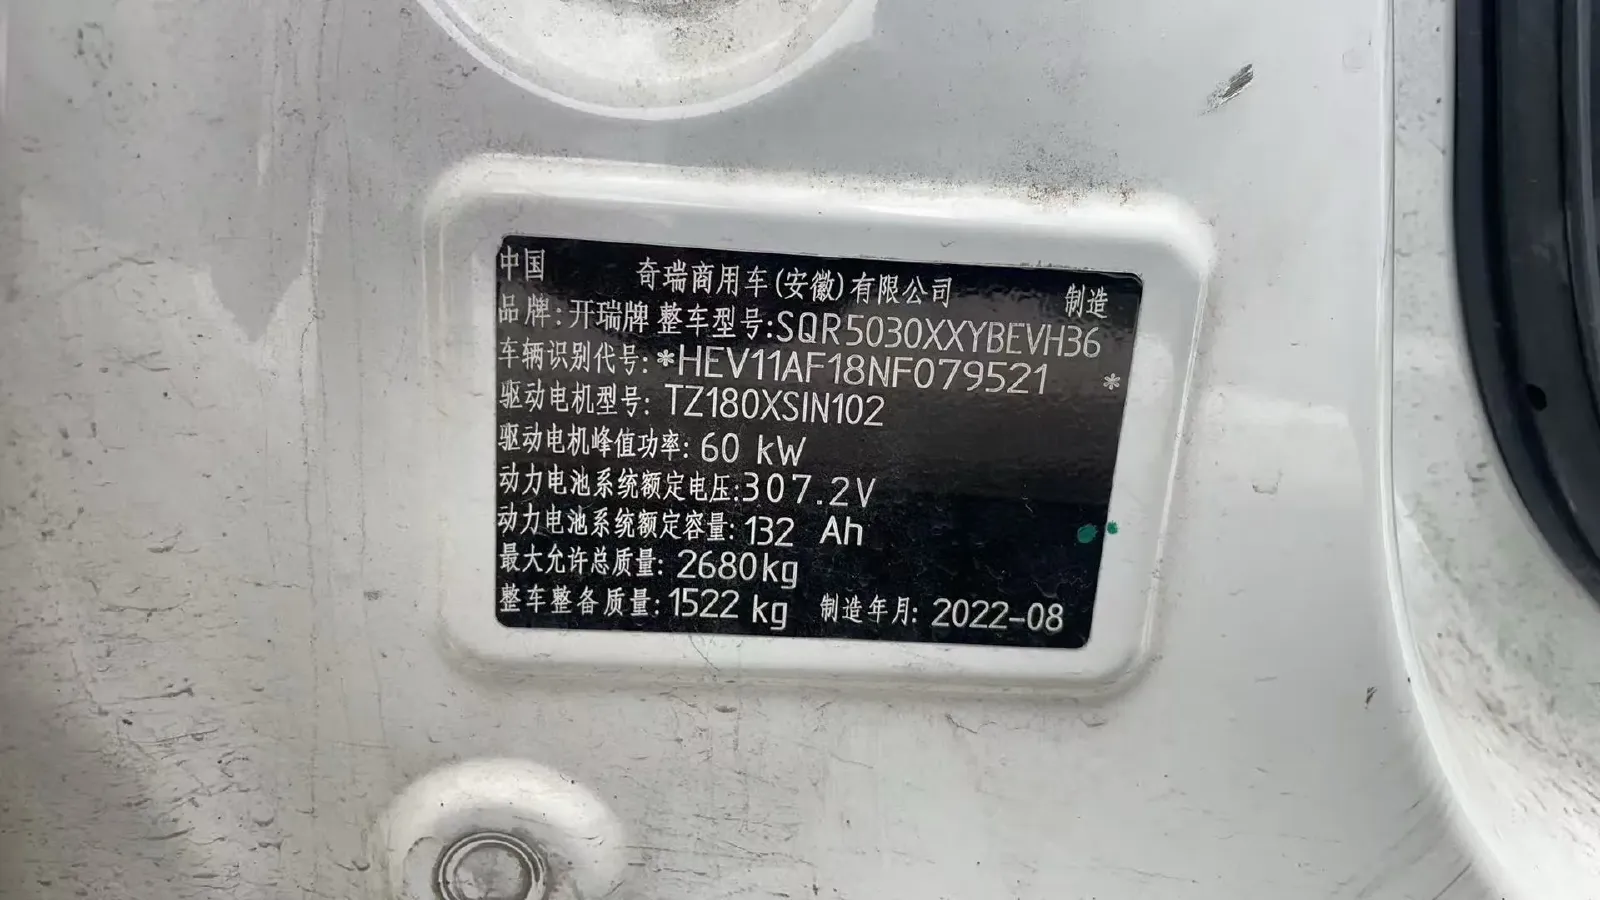 中国 奇瑞商用车(安徽)有限公司 制造
品牌:开瑞牌 整车型号:SQR5030XXYBEVH36
车辆识别代号:*HEV11AF18NF079521 *
驱动电机型号: TZ180XSIN102
驱动电机峰值功率: 60 kW
动力电池系统额定电压:307.2V
动力电池系统额定容量: 132 Ah
最大允许总质量: 2680kg
整车整备质量: 1522 kg 制造年月: 2022-08